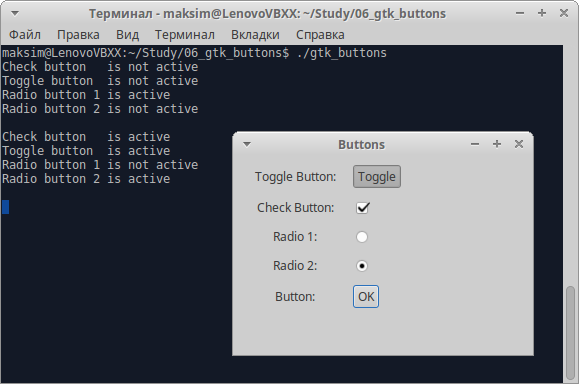 Терминал - maksim@LenovoVBXX: ~/Study/06_gtk_buttons
Файл Правка Вид Терминал Вкладки Справка
maksim@LenovoVBXX:~/Study/06_gtk_buttons$ ./gtk_buttons
Check button   is not active
Toggle button  is not active
Radio button 1 is active
Radio button 2 is not active
Check button   is active
Toggle button  is active
Radio button 1 is not active
Radio button 2 is active
Buttons
Toggle Button: Toggle
Check Button:
Radio 1:
Radio 2:
Button: OK